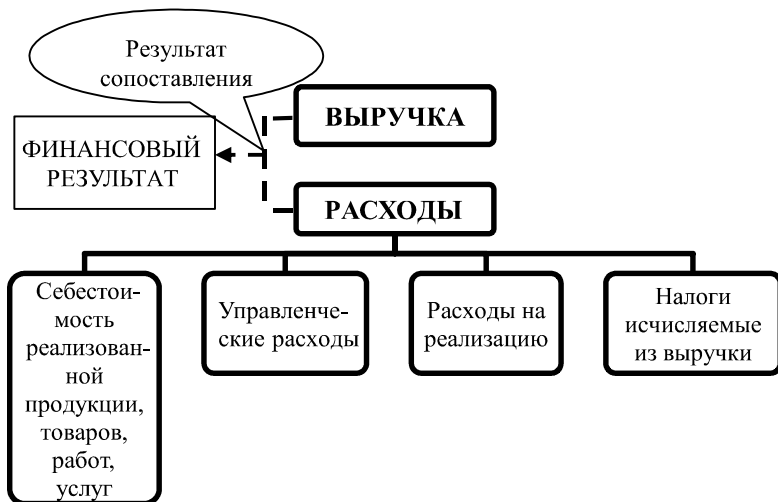 Результат
сопоставления
ВЫРУЧКА
ФИНАНСОВЫЙ
РЕЗУЛЬТАТ
РАСХОДЫ
Себестои-
мость
реализован-
ной
продукции,
товаров,
работ,
услуг
Управленче-
ские расходы
Расходы на
реализацию
Налоги
исчисляемые
из выручки